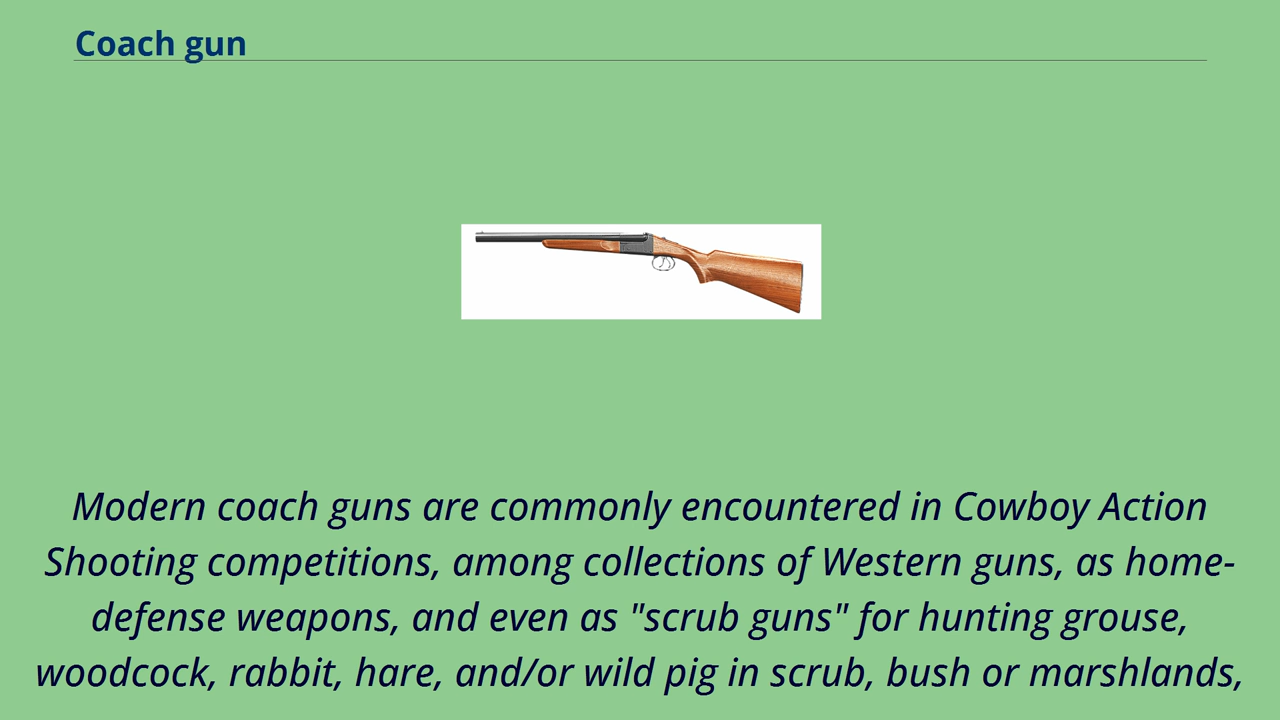 Coach gun
Modern coach guns are commonly encountered in Cowboy Action
Shooting competitions, among collections of Western guns, as home-
defense weapons, and even as "scrub guns" for hunting grouse,
woodcock, rabbit, hare, and/or wild pig in scrub, bush or marshlands,